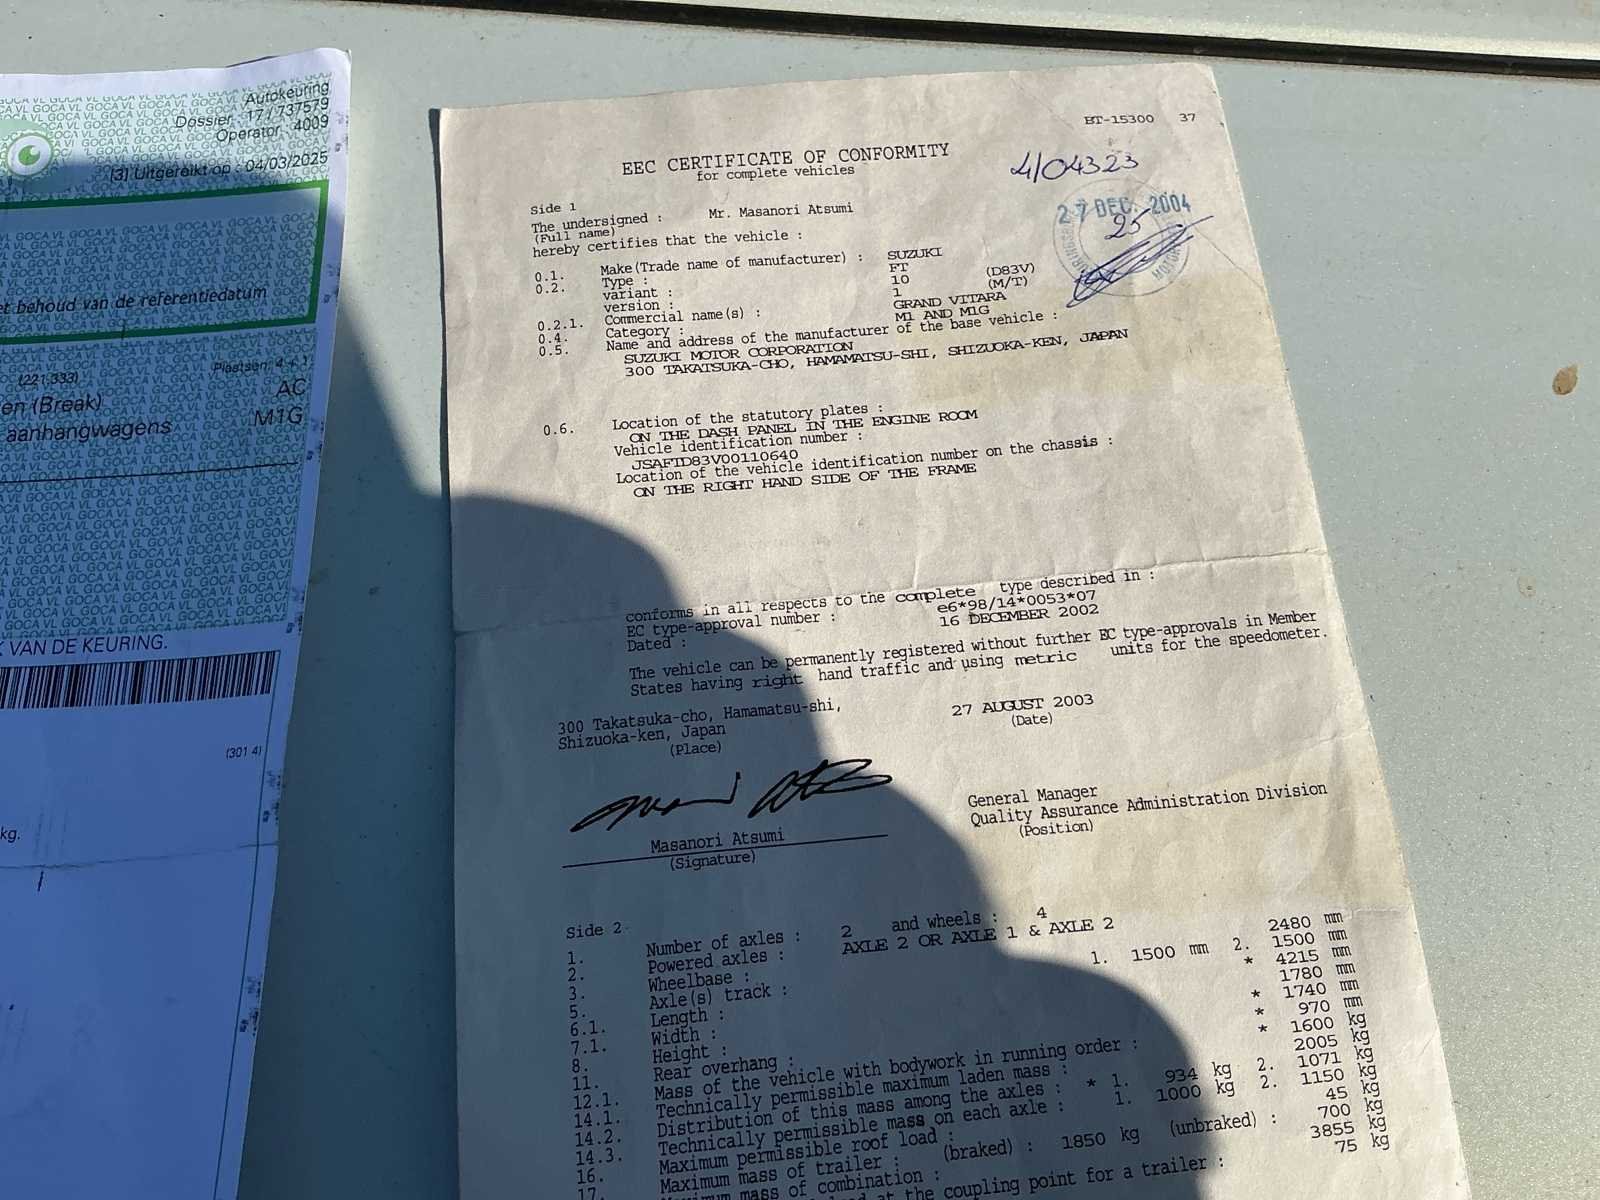 GOCA VL GOCA VL GOCA VL GOCA VL
Autokeuring
Dossier : 17 / 737579
Operator : 4009
(3) Uitgereikt op : 04/03/2025
et behoud van de referentiedatum
(221-333)
Plaatsen: 4 + 1
en (Break)
AC
aanhangwagens
M1G
K VAN DE KEURING.
(301 4)
kg.
BT-15300 37
EEC CERTIFICATE OF CONFORMITY
for complete vehicles
4/04323
27 DEC. 2004
25
MOTOR
Side 1
The undersigned : Mr. Masanori Atsumi
(Full name)
hereby certifies that the vehicle :
0.1. Make(Trade name of manufacturer) : SUZUKI
0.2. Type : FT (D83V)
variant : 10 (M/T)
version : 1
0.2.1. Commercial name(s) : GRAND VITARA
0.4. Category : M1 AND M1G
0.5. Name and address of the manufacturer of the base vehicle :
SUZUKI MOTOR CORPORATION
300 TAKATSUKA-CHO, HAMAMATSU-SHI, SHIZUOKA-KEN, JAPAN
0.6. Location of the statutory plates :
ON THE DASH PANEL IN THE ENGINE ROOM
Vehicle identification number :
JSAFTD83V00110640
Location of the vehicle identification number on the chassis :
ON THE RIGHT HAND SIDE OF THE FRAME
conforms in all respects to the complete type described in :
EC type-approval number : e6*98/14*0053*07
Dated : 16 DECEMBER 2002
The vehicle can be permanently registered without further EC type-approvals in Member
States having right hand traffic and using metric units for the speedometer.
300 Takatsuka-cho, Hamamatsu-shi,
Shizuoka-ken, Japan
(Place)
27 AUGUST 2003
(Date)
Masanori Atsumi
(Signature)
General Manager
Quality Assurance Administration Division
(Position)
Side 2
1. Number of axles : 2 and wheels : 4
2. Powered axles : AXLE 2 OR AXLE 1 & AXLE 2
3. Wheelbase : 2480 mm
5. Axle(s) track : 1. 1500 mm 2. 1500 mm
6.1. Length : * 4215 mm
7.1. Width : 1780 mm
8. Height : * 1740 mm
11. Rear overhang : * 970 mm
12.1. Mass of the vehicle with bodywork in running order : * 1600 kg
14.1. Technically permissible maximum laden mass : 2005 kg
14.2. Distribution of this mass among the axles : * 1. 934 kg 2. 1071 kg
14.3. Technically permissible mass on each axle : 1. 1000 kg 2. 1150 kg
16. Maximum permissible roof load : 45 kg
17. Maximum mass of trailer : (braked) : 1850 kg (unbraked) : 700 kg
Maximum mass of combination : 3855 kg
at the coupling point for a trailer : 75 kg